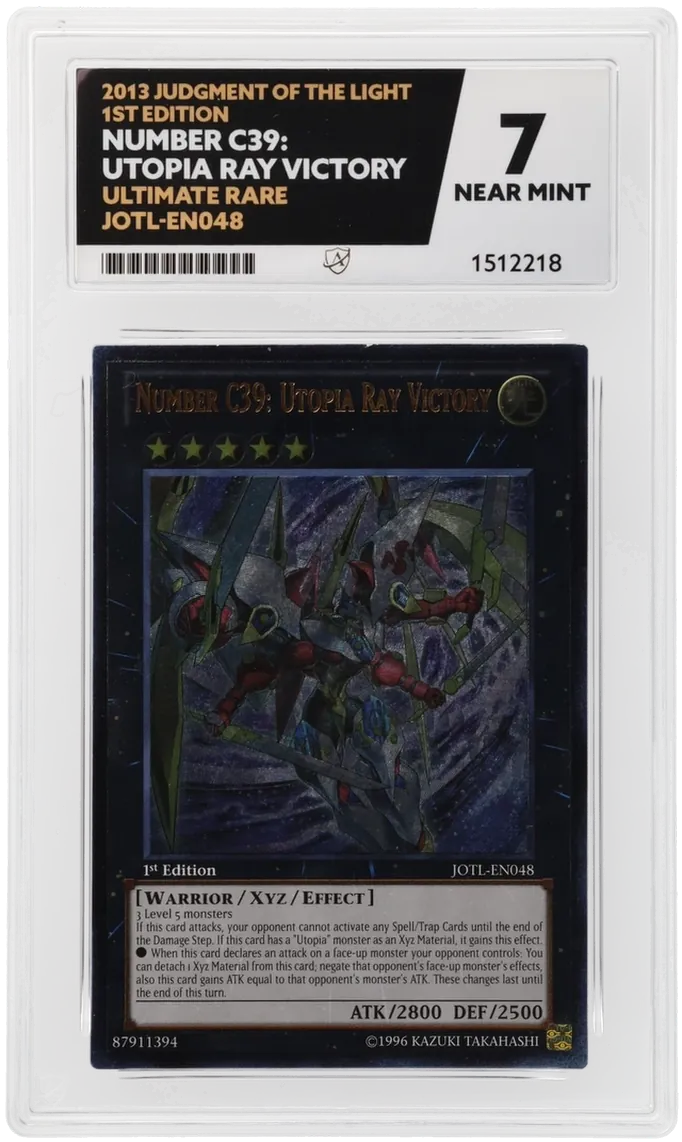 2013 JUDGMENT OF THE LIGHT
1ST EDITION
NUMBER C39:
UTOPIA RAY VICTORY
ULTIMATE RARE
JOTL-EN048
7
NEAR MINT
1512218
NUMBER C39: UTOPIA RAY VICTORY
光
1st Edition
JOTL-EN048
[WARRIOR/XYZ/EFFECT]
3 Level 5 monsters
If this card attacks, your opponent cannot activate any Spell/Trap Cards until the end of
the Damage Step. If this card has a "Utopia" monster as an Xyz Material, it gains this effect.
● When this card declares an attack on a face-up monster your opponent controls: You
can detach 1 Xyz Material from this card; negate that opponent's face-up monster's effects,
also this card gains ATK equal to that opponent's monster's ATK. These changes last until
the end of this turn.
ATK/2800 DEF/2500
87911394
©1996 KAZUKI TAKAHASHI